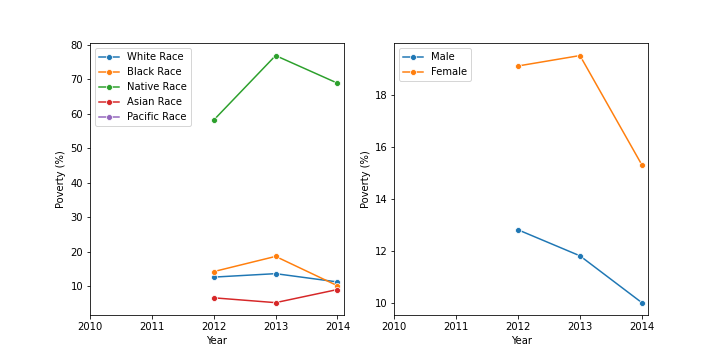 White Race
Black Race
Native Race
Asian Race
Pacific Race
80
70
60
50
40
30
20
10
Poverty (%)
2010 2011 2012 2013 2014
Year
Male
Female
18
16
14
12
10
Poverty (%)
2010 2011 2012 2013 2014
Year